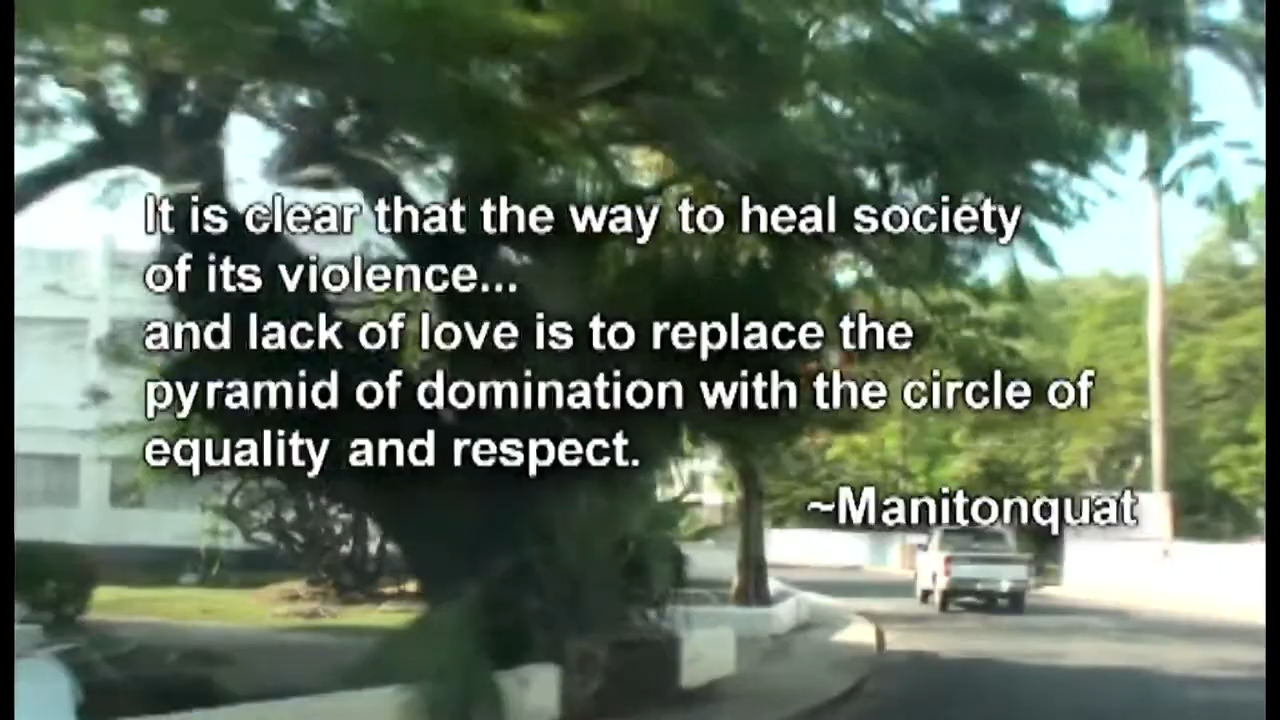 It is clear that the way to heal society
of its violence...
and lack of love is to replace the
pyramid of domination with the circle of
equality and respect.
~Manitonquat